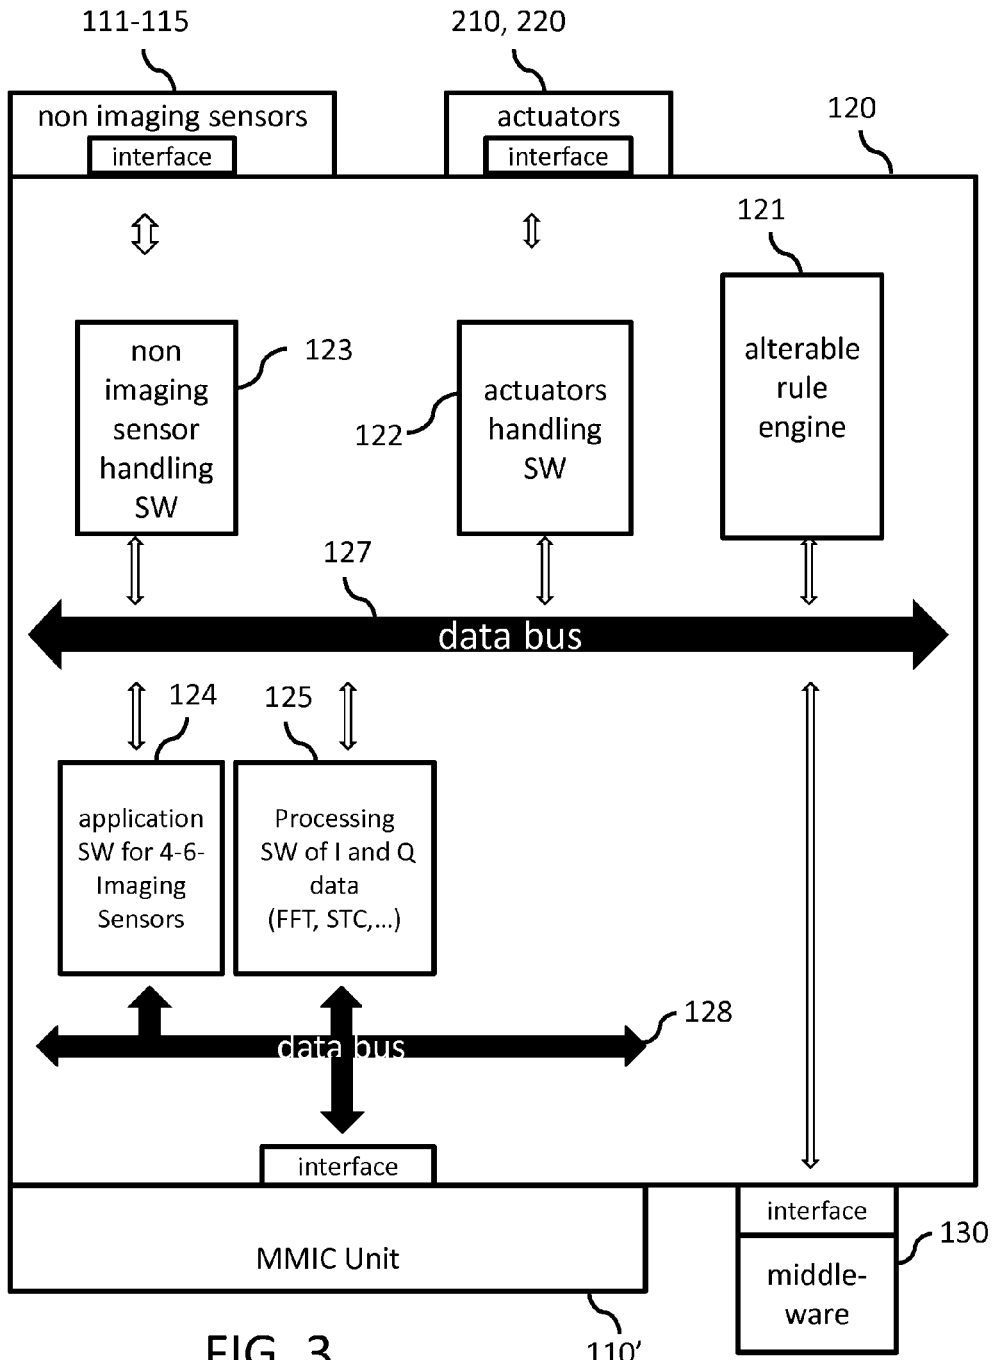 111-115
210, 220
non imaging sensors
interface
actuators
interface
120
121
non
imaging
sensor
handling
SW
123
122
actuators
handling
SW
alterable
rule
engine
127
data bus
124
125
application
SW for 4-6-
Imaging
Sensors
Processing
SW of I and Q
data
(FFT, STC,...)
128
data bus
interface
MMIC Unit
interface
middle-
ware
130
110’
FIG. 3